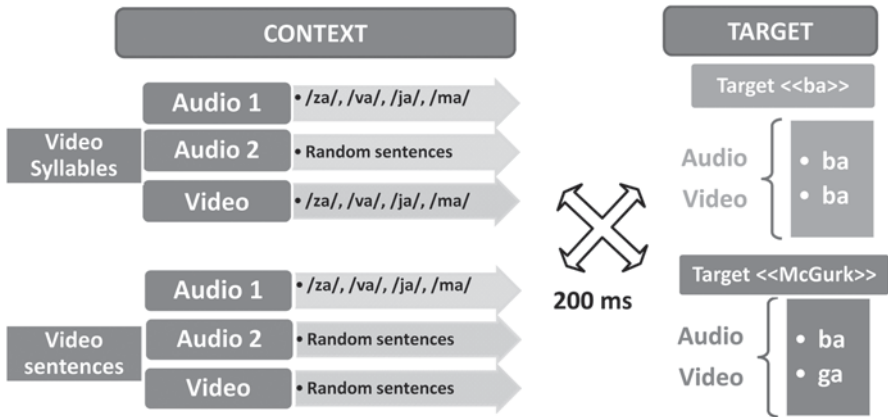 CONTEXT
TARGET
Video
Syllables
Audio 1
• /za/, /va/, /ja/, /ma/
Audio 2
• Random sentences
Video
• /za/, /va/, /ja/, /ma/
Video
sentences
Audio 1
• /za/, /va/, /ja/, /ma/
Audio 2
• Random sentences
Video
• Random sentences
200 ms
Target <<ba>>
Audio
• ba
Video
• ba
Target <<McGurk>>
Audio
• ba
Video
• ga